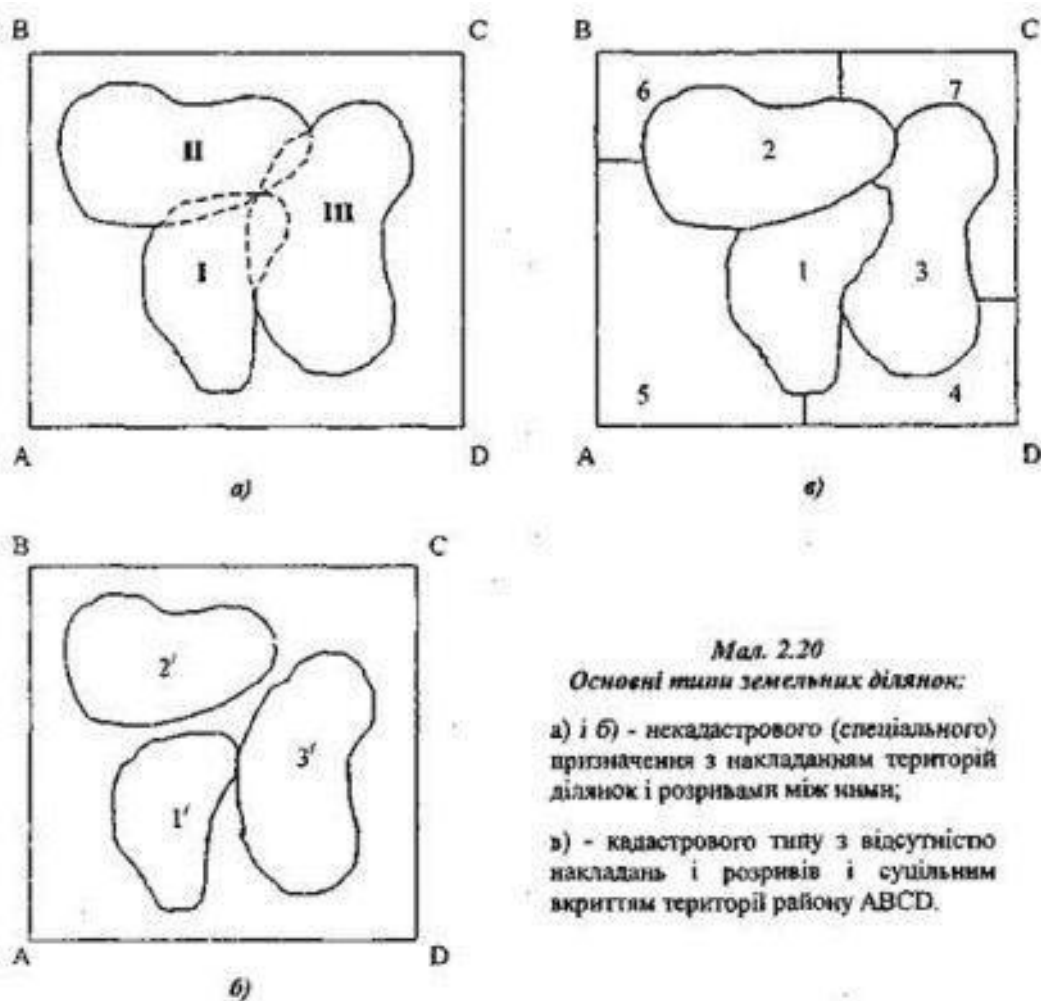 B C
II
III
I
A D
а)
B C
6 7
2
1 3
5 4
A D
в)
B C
2′
3′
1′
A D
б)
Мал. 2.20
Основні типи земельних ділянок:
а) і б) - некадастрового (спеціального)
призначення з накладанням територій
ділянок і розривами між ними;
в) - кадастрового типу з відсутністю
накладань і розривів і суцільним
вкриттям території району ABCD.